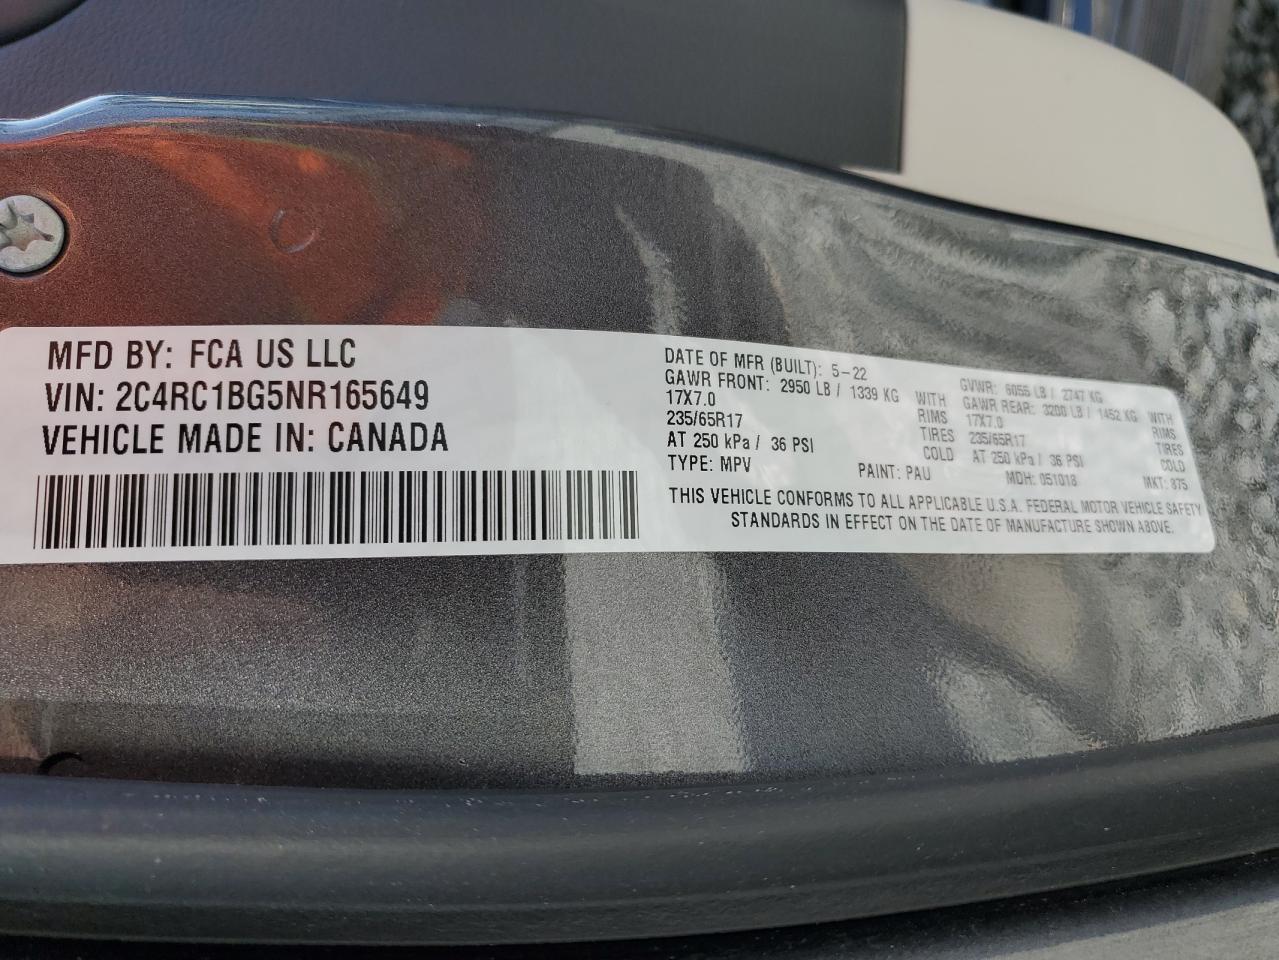 MFD BY: FCA US LLC
VIN: 2C4RC1BG5NR165649
VEHICLE MADE IN: CANADA
DATE OF MFR (BUILT): 5-22 GVWR: 6055 LB / 2747 KG
GAWR FRONT: 2950 LB / 1339 KG WITH GAWR REAR: 3200 LB / 1452 KG WITH
17X7.0 RIMS 17X7.0 RIMS
235/65R17 TIRES 235/65R17 TIRES
AT 250 kPa / 36 PSI COLD AT 250 kPa / 36 PSI COLD
TYPE: MPV PAINT: PAU MDH: 051018 MKT: 875
THIS VEHICLE CONFORMS TO ALL APPLICABLE U.S.A. FEDERAL MOTOR VEHICLE SAFETY
STANDARDS IN EFFECT ON THE DATE OF MANUFACTURE SHOWN ABOVE.